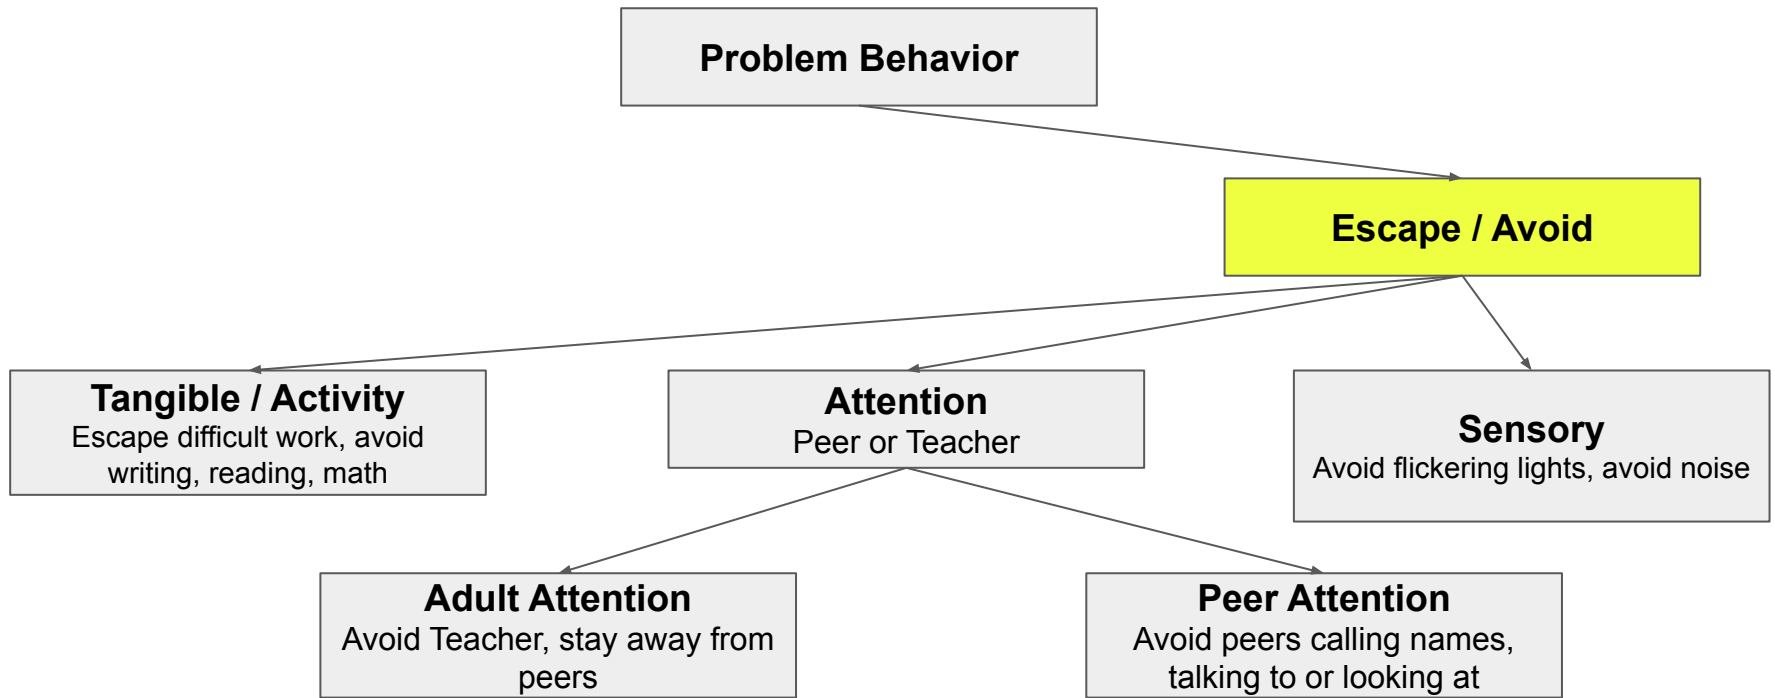 Problem Behavior
Escape / Avoid
Tangible / Activity
Escape difficult work, avoid
writing, reading, math
Attention
Peer or Teacher
Sensory
Avoid flickering lights, avoid noise
Adult Attention
Avoid Teacher, stay away from
peers
Peer Attention
Avoid peers calling names,
talking to or looking at